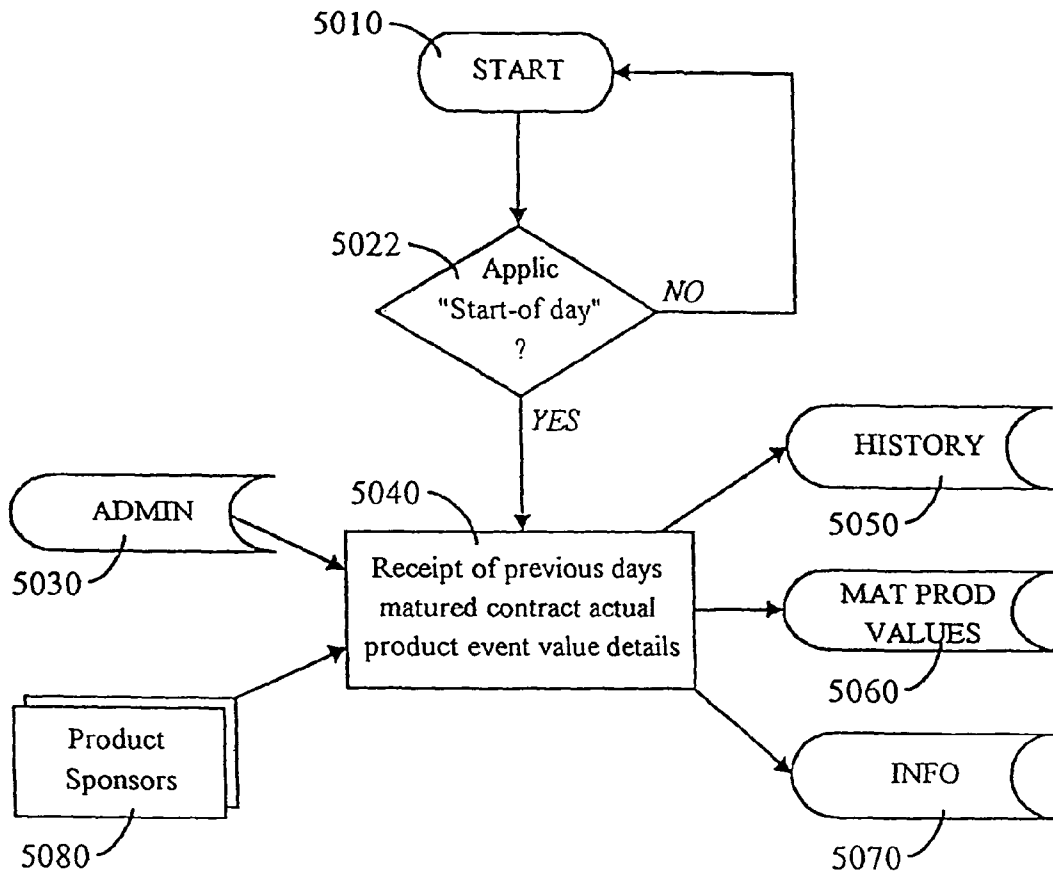 5010
START
5022
Applic
"Start-of day"
?
NO
YES
HISTORY
5050
5040
ADMIN
5030
Receipt of previous days
matured contract actual
product event value details
MAT PROD
VALUES
5060
Product
Sponsors
5080
INFO
5070